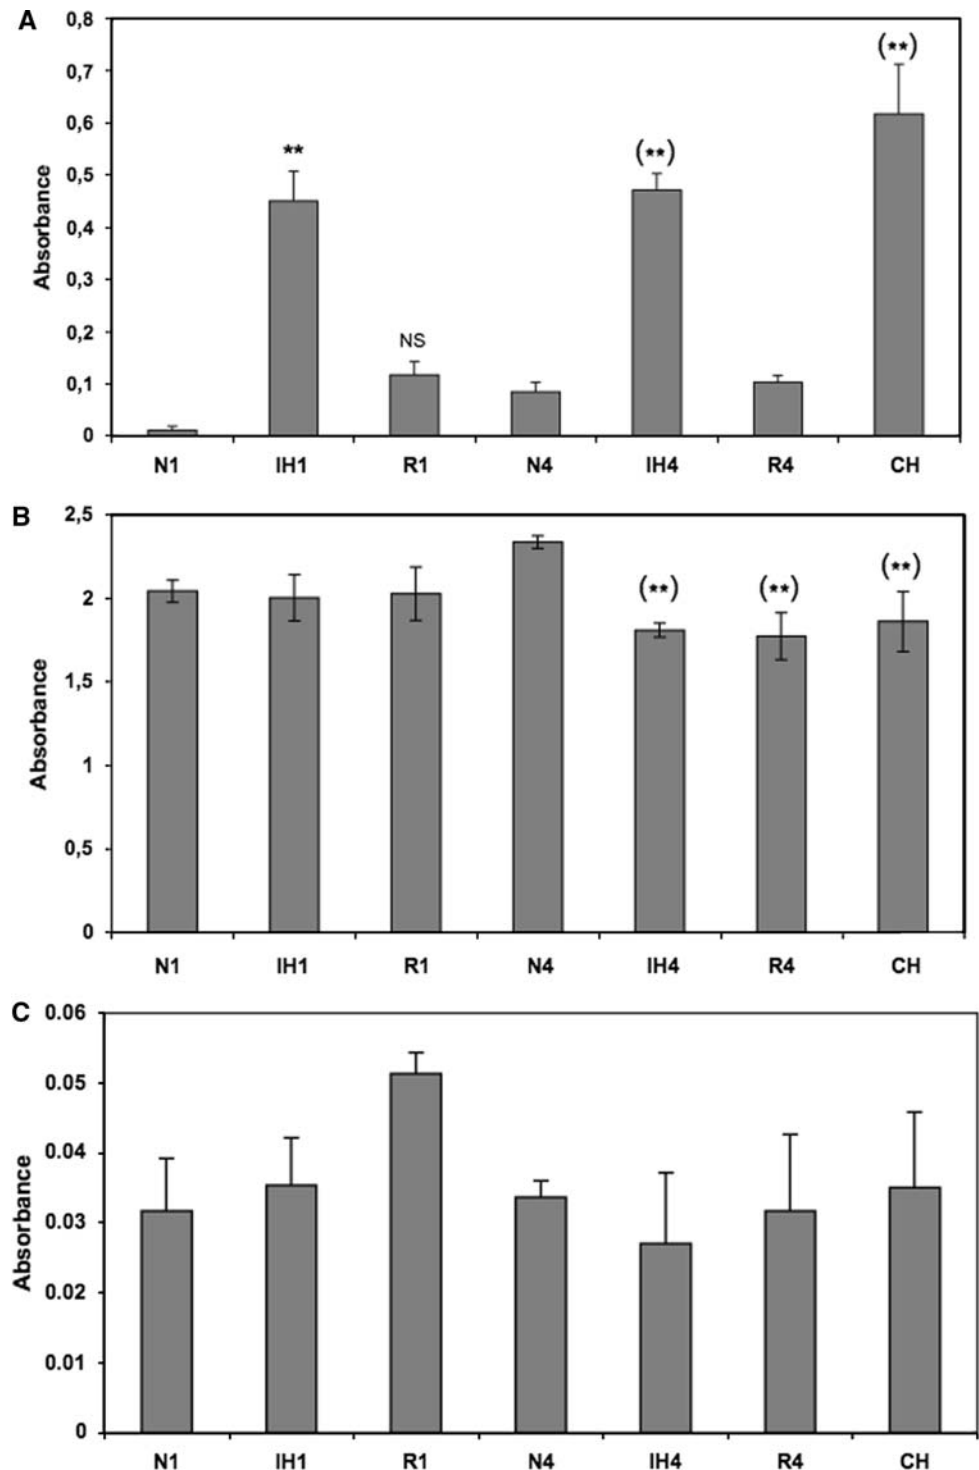 A
0,8
0,7
0,6
0,5
0,4
0,3
0,2
0,1
0
Absorbance
**
NS
(**)
(**)
N1 IH1 R1 N4 IH4 R4 CH
B
2,5
2
1,5
1
0,5
0
Absorbance
(**) (**) (**)
N1 IH1 R1 N4 IH4 R4 CH
C
0.06
0.05
0.04
0.03
0.02
0.01
0
Absorbance
N1 IH1 R1 N4 IH4 R4 CH